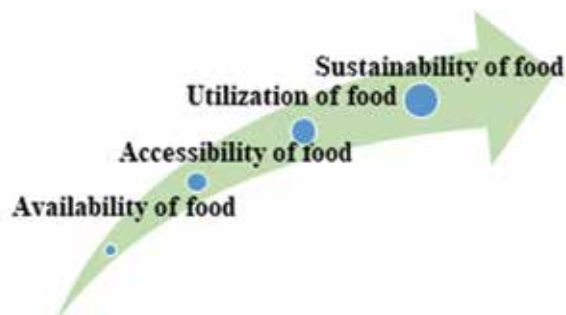 Sustainability of food
Utilization of food
Accessibility of food
Availability of food